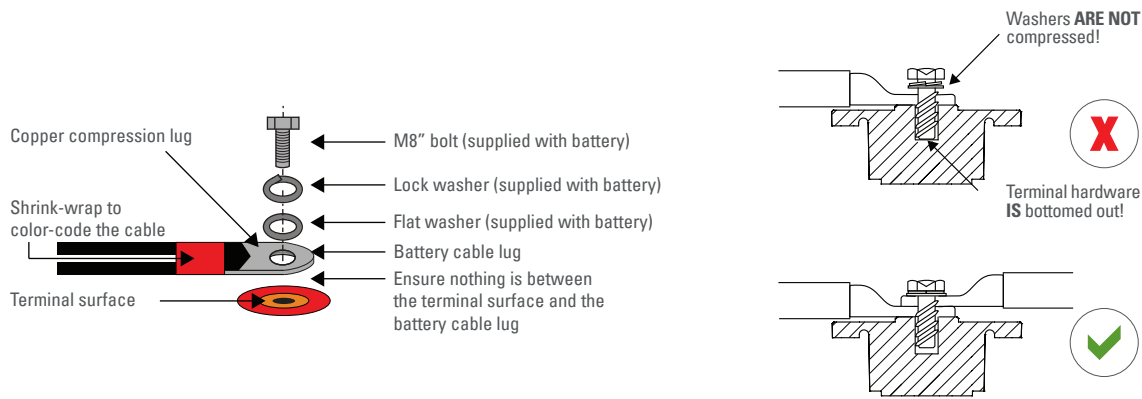 Copper compression lug
Shrink-wrap to
color-code the cable
Terminal surface
M8” bolt (supplied with battery)
Lock washer (supplied with battery)
Flat washer (supplied with battery)
Battery cable lug
Ensure nothing is between
the terminal surface and the
battery cable lug
Washers ARE NOT
compressed!
X
Terminal hardware
IS bottomed out!